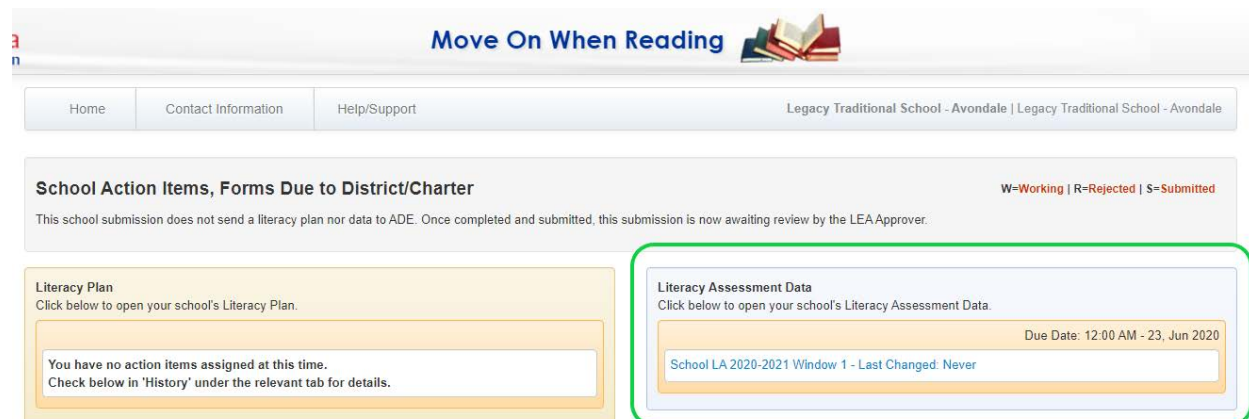 Move On When Reading
Home Contact Information Help/Support Legacy Traditional School - Avondale | Legacy Traditional School - Avondale
School Action Items, Forms Due to District/Charter
W=Working | R=Rejected | S=Submitted
This school submission does not send a literacy plan nor data to ADE. Once completed and submitted, this submission is now awaiting review by the LEA Approver.
Literacy Plan
Click below to open your school's Literacy Plan.
You have no action items assigned at this time.
Check below in 'History' under the relevant tab for details.
Literacy Assessment Data
Click below to open your school's Literacy Assessment Data.
Due Date: 12:00 AM - 23, Jun 2020
School LA 2020-2021 Window 1 - Last Changed: Never